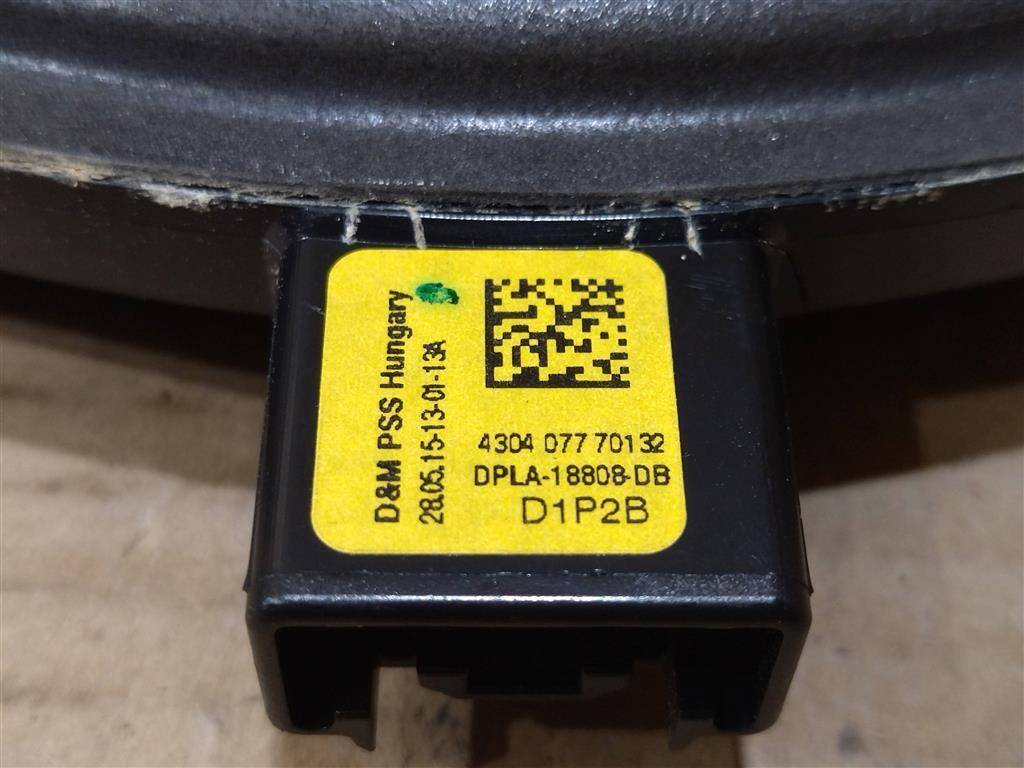 D&M PSS Hungary
28.05.15-13-01-13A
4304 077 70132
DPLA-18808-DB
D1P2B